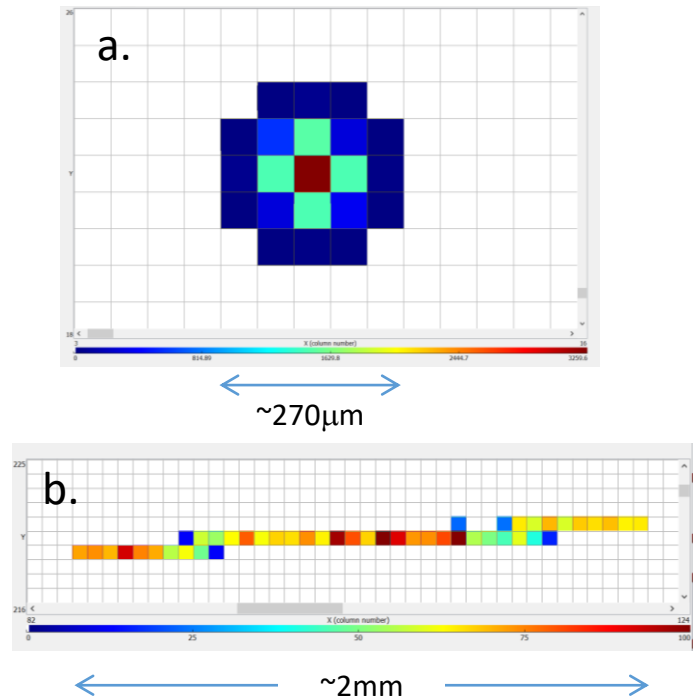 26
a.
Y
18
X (column number)
3 16
0 814.89 1629.8 2444.7 3259.6
~270μm
225
b.
Y
216
X (column number)
82 124
0 25 50 75 100
~2mm